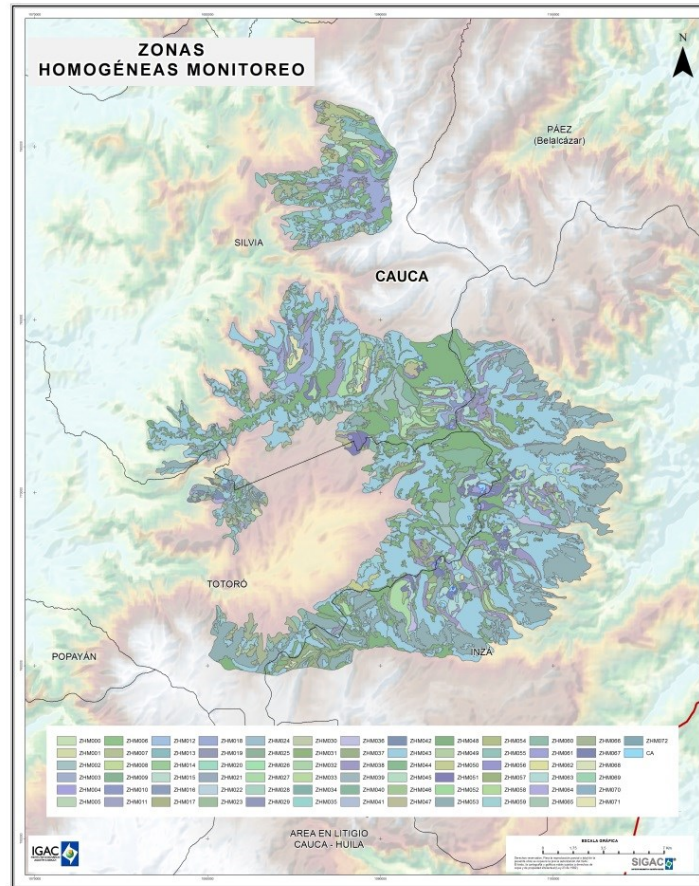 ZONAS
HOMOGÉNEAS MONITOREO
N
PÁEZ
(Belalcázar)
SILVIA
CAUCA
TOTORÓ
POPAYÁN
INZÁ
ZHM000 ZHM006 ZHM012 ZHM018 ZHM024 ZHM030 ZHM036 ZHM042 ZHM048 ZHM054 ZHM060 ZHM066 ZHM072
ZHM001 ZHM007 ZHM013 ZHM019 ZHM025 ZHM031 ZHM037 ZHM043 ZHM049 ZHM055 ZHM061 ZHM067 CA
ZHM002 ZHM008 ZHM014 ZHM020 ZHM026 ZHM032 ZHM038 ZHM044 ZHM050 ZHM056 ZHM062 ZHM068
ZHM003 ZHM009 ZHM015 ZHM021 ZHM027 ZHM033 ZHM039 ZHM045 ZHM051 ZHM057 ZHM063 ZHM069
ZHM004 ZHM010 ZHM016 ZHM022 ZHM028 ZHM034 ZHM040 ZHM046 ZHM052 ZHM058 ZHM064 ZHM070
ZHM005 ZHM011 ZHM017 ZHM023 ZHM029 ZHM035 ZHM041 ZHM047 ZHM053 ZHM059 ZHM065 ZHM071
AREA EN LITIGIO
CAUCA - HUILA
ESCALA GRÁFICA
IGAC
SIGAC